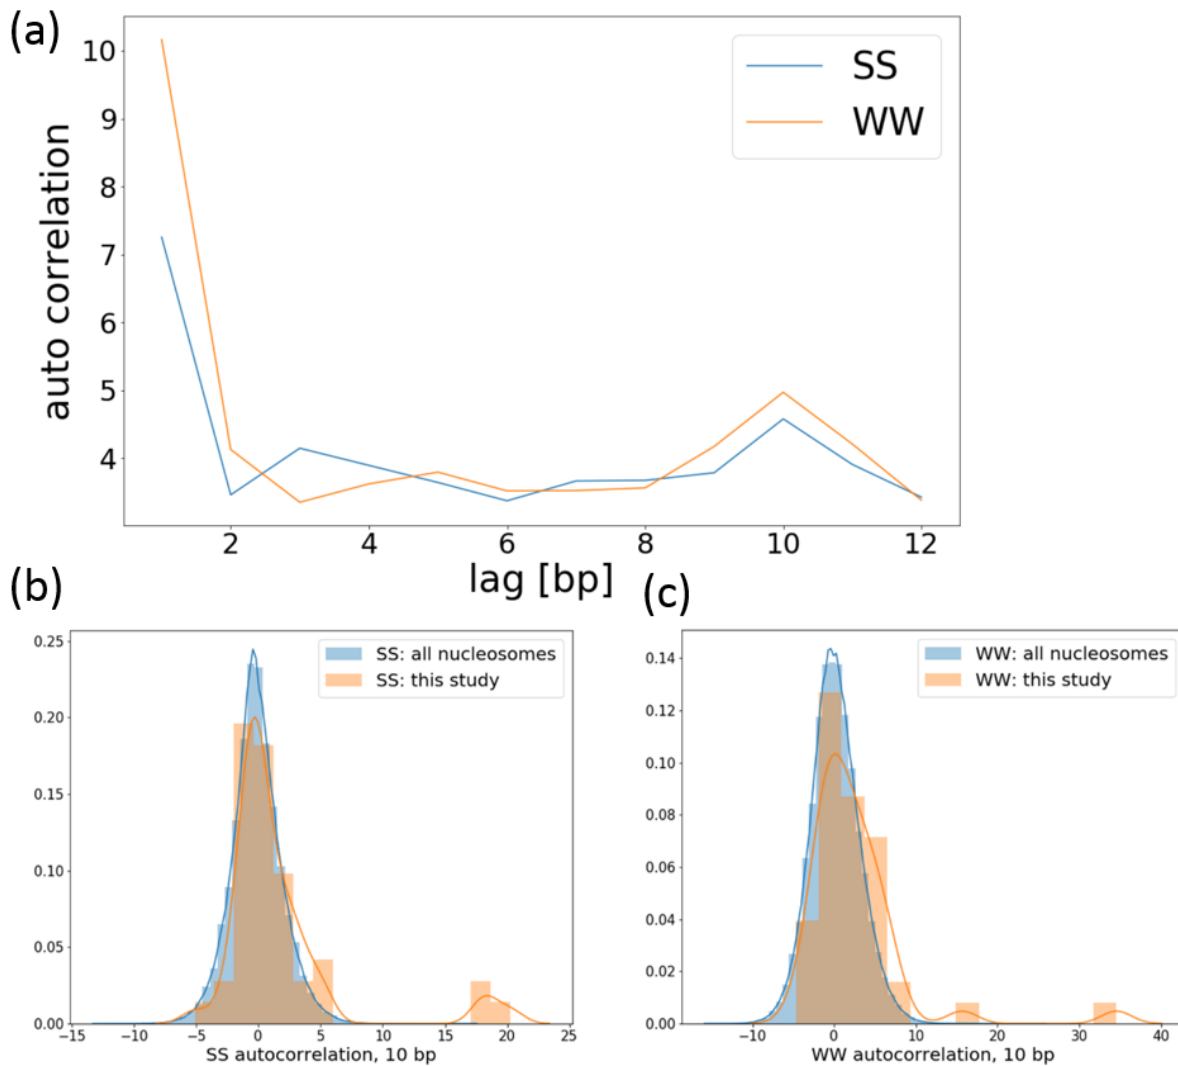 (a)
10
9
8
7
6
5
4
auto correlation
SS
WW
2 4 6 8 10 12
lag [bp]
(b)
0.25
0.20
0.15
0.10
0.05
0.00
SS: all nucleosomes
SS: this study
−15 −10 −5 0 5 10 15 20 25
SS autocorrelation, 10 bp
(c)
0.14
0.12
0.10
0.08
0.06
0.04
0.02
0.00
WW: all nucleosomes
WW: this study
−10 0 10 20 30 40
WW autocorrelation, 10 bp